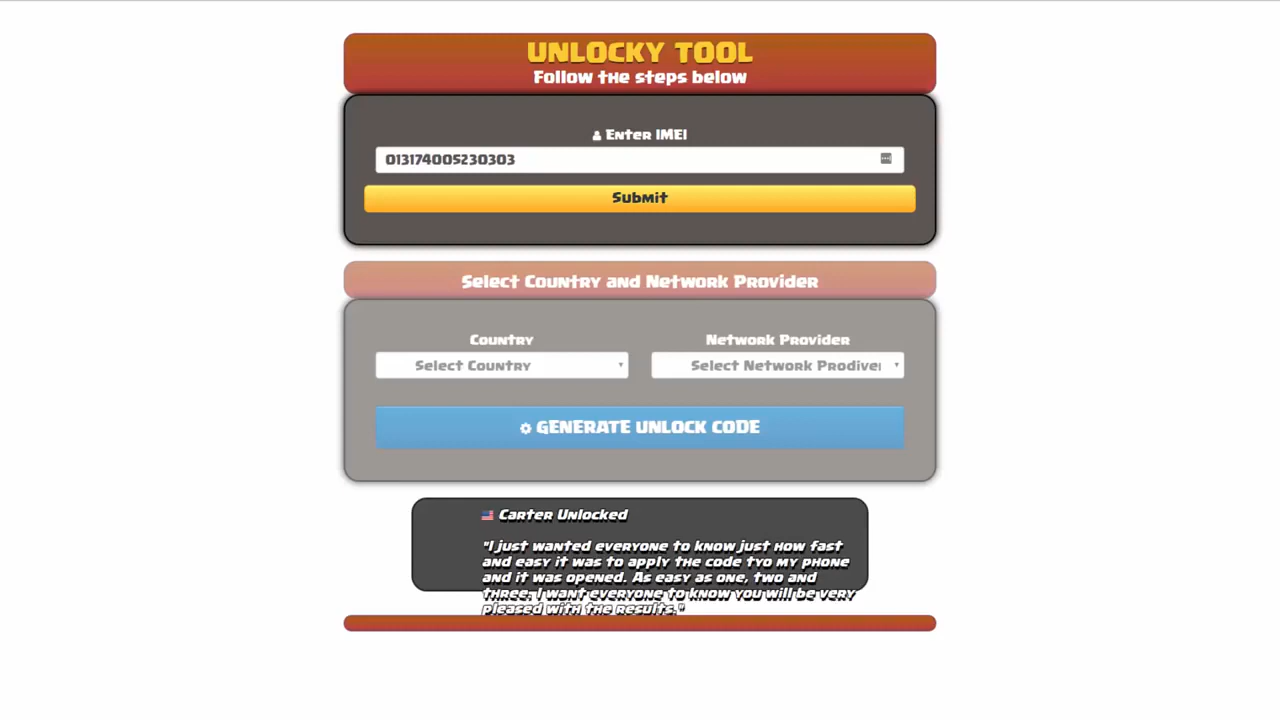 UNLOCKY TOOL
Follow the steps below
Enter IMEI
013174005230303
Submit
Select Country and Network Provider
Country
Network Provider
Select Country
Select Network Prodiver
GENERATE UNLOCK CODE
Carter Unlocked
"I just wanted everyone to know just how fast
and easy it was to apply the code tyo my phone
and it was opened. As easy as one, two and
three. I want everyone to know you will be very
pleased with the results."